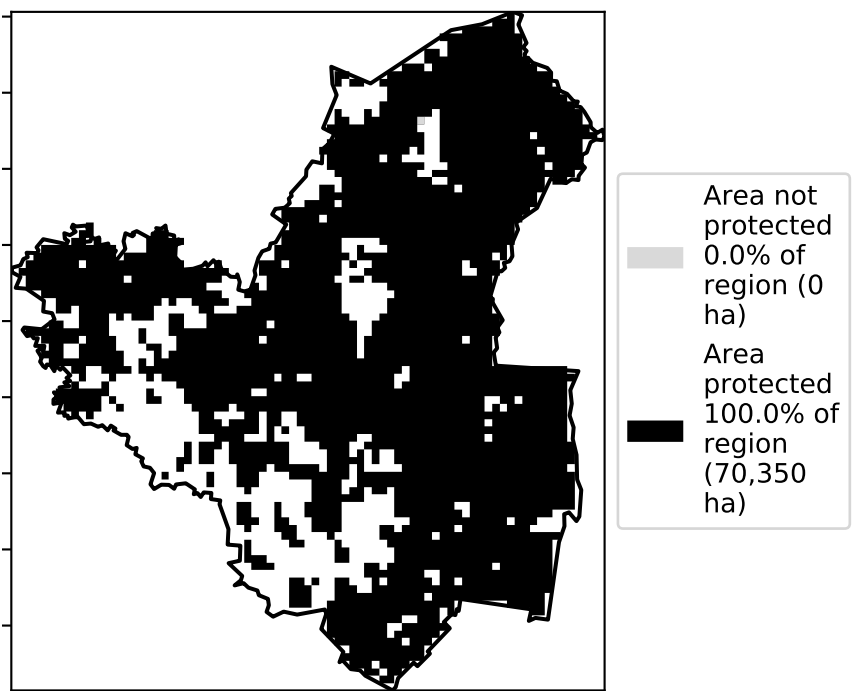 Area not
protected
0.0% of
region (0
ha)
Area
protected
100.0% of
region
(70,350
ha)